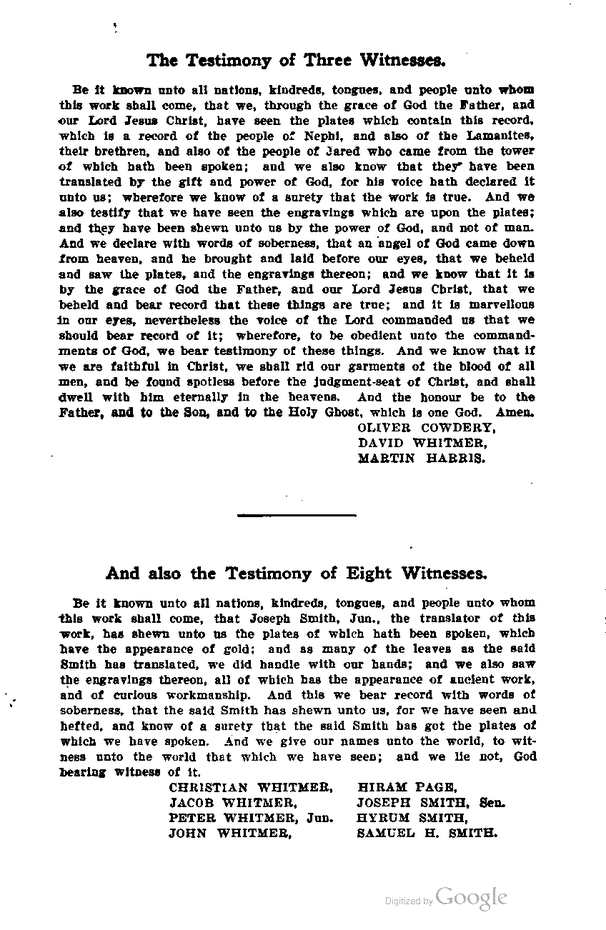 The Testimony of Three Witnesses.
Be it known unto all nations, kindreds, tongues, and people unto whom
this work shall come, that we, through the grace of God the Father, and
our Lord Jesus Christ, have seen the plates which contain this record,
which is a record of the people of Nephi, and also of the Lamanites,
their brethren, and also of the people of Jared who came from the tower
of which hath been spoken; and we also know that they have been
translated by the gift and power of God, for his voice hath declared it
unto us; wherefore we know of a surety that the work is true. And we
also testify that we have seen the engravings which are upon the plates;
and they have been shewn unto us by the power of God, and not of man.
And we declare with words of soberness, that an angel of God came down
from heaven, and he brought and laid before our eyes, that we beheld
and saw the plates, and the engravings thereon; and we know that it is
by the grace of God the Father, and our Lord Jesus Christ, that we
beheld and bear record that these things are true; and it is marvellous
in our eyes, nevertheless the voice of the Lord commanded us that we
should bear record of it; wherefore, to be obedient unto the command-
ments of God, we bear testimony of these things. And we know that if
we are faithful in Christ, we shall rid our garments of the blood of all
men, and be found spotless before the judgment-seat of Christ, and shall
dwell with him eternally in the heavens. And the honour be to the
Father, and to the Son, and to the Holy Ghost, which is one God. Amen.
OLIVER COWDERY,
DAVID WHITMER,
MARTIN HARRIS.
And also the Testimony of Eight Witnesses.
Be it known unto all nations, kindreds, tongues, and people unto whom
this work shall come, that Joseph Smith, Jun., the translator of this
work, has shewn unto us the plates of which hath been spoken, which
have the appearance of gold; and as many of the leaves as the said
Smith has translated, we did handle with our hands; and we also saw
the engravings thereon, all of which has the appearance of ancient work,
and of curious workmanship. And this we bear record with words of
soberness, that the said Smith has shewn unto us, for we have seen and
hefted, and know of a surety that the said Smith has got the plates of
which we have spoken. And we give our names unto the world, to wit-
ness unto the world that which we have seen; and we lie not, God
bearing witness of it.
CHRISTIAN WHITMER, HIRAM PAGE,
JACOB WHITMER, JOSEPH SMITH, Sen.
PETER WHITMER, Jun. HYRUM SMITH,
JOHN WHITMER, SAMUEL H. SMITH.
Digitized by Google